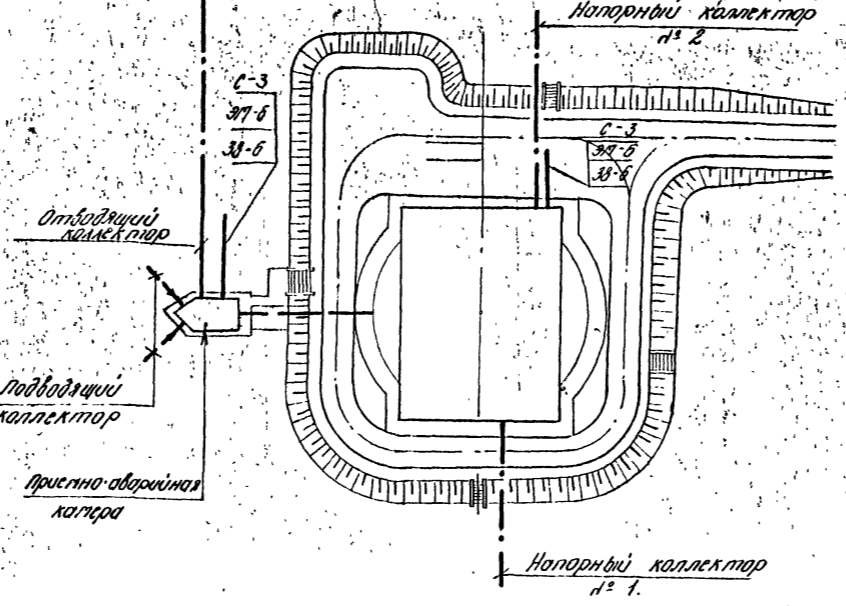 Напорный коллектор
№ 2
С-3
ЭЛ-6
ЗВ-6
С-3
ЭЛ-6
ЗВ-6
Отводящий
коллектор
Подводящий
коллектор
Приемно-аварийная
камера
Напорный коллектор
№ 1.